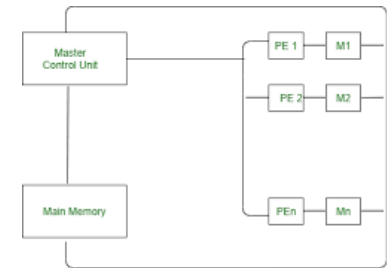 Master
Control Unit
PE 1
M1
PE 2
M2
Main Memory
PEn
Mn